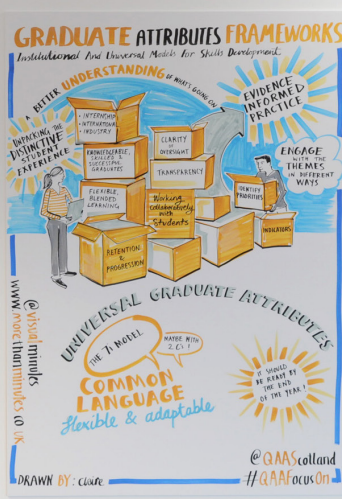 GRADUATE ATTRIBUTES FRAMEWORKS
Institutional And Universal Models For Skills Development
A BETTER UNDERSTANDING OF WHAT'S GOING ON
EVIDENCE
INFORMED
PRACTICE
• INTERNSHIP
• INTERNATIONAL
INDUSTRY
UNPACKING THE
DISTINCTIVE
STUDENT
EXPERIENCE
KNOWLEDGEABLE,
SKILLED &
SUCCESSFUL
GRADUATES
CLARITY
OF
OVERSIGHT
TRANSPARENCY
ENGAGE
WITH THE
THEMES
IN DIFFERENT
WAYS
FLEXIBLE,
BLENDED
LEARNING
Working
collaboratively
with
Students
IDENTIFY
PRIORITIES
INDICATORS
RETENTION
&
PROGRESSION
UNIVERSAL GRADUATE ATTRIBUTES
THE 7i MODEL
MAYBE WITH
COMMON
LANGUAGE
flexible & adaptable
IT SHOULD
BE READY BY
THE END
OF THE YEAR!
@visualminutes
www.morethanminutes.co.uk
DRAWN BY: Claire
@QAAScotland
#QAAFocusOn